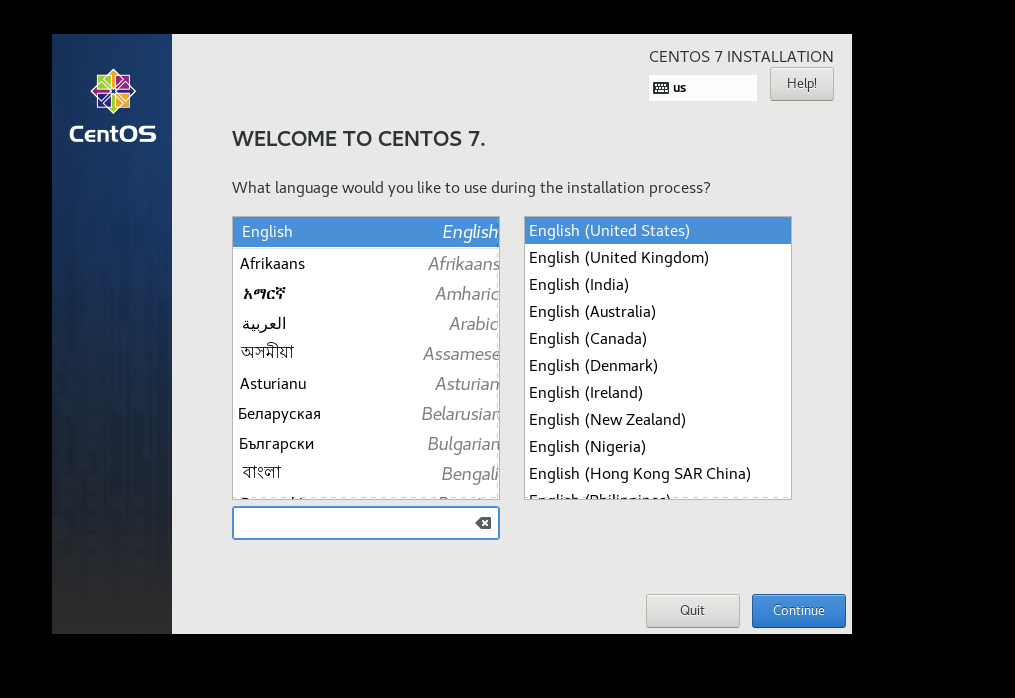 CentOS
CENTOS 7 INSTALLATION
us
Help!
WELCOME TO CENTOS 7.
What language would you like to use during the installation process?
English English
Afrikaans Afrikaans
አማርኛ Amharic
العربية Arabic
অসমীয়া Assamese
Asturianu Asturian
Беларуская Belarusian
Български Bulgarian
বাংলা Bengali
English (United States)
English (United Kingdom)
English (India)
English (Australia)
English (Canada)
English (Denmark)
English (Ireland)
English (New Zealand)
English (Nigeria)
English (Hong Kong SAR China)
English (Philippines)
Quit
Continue